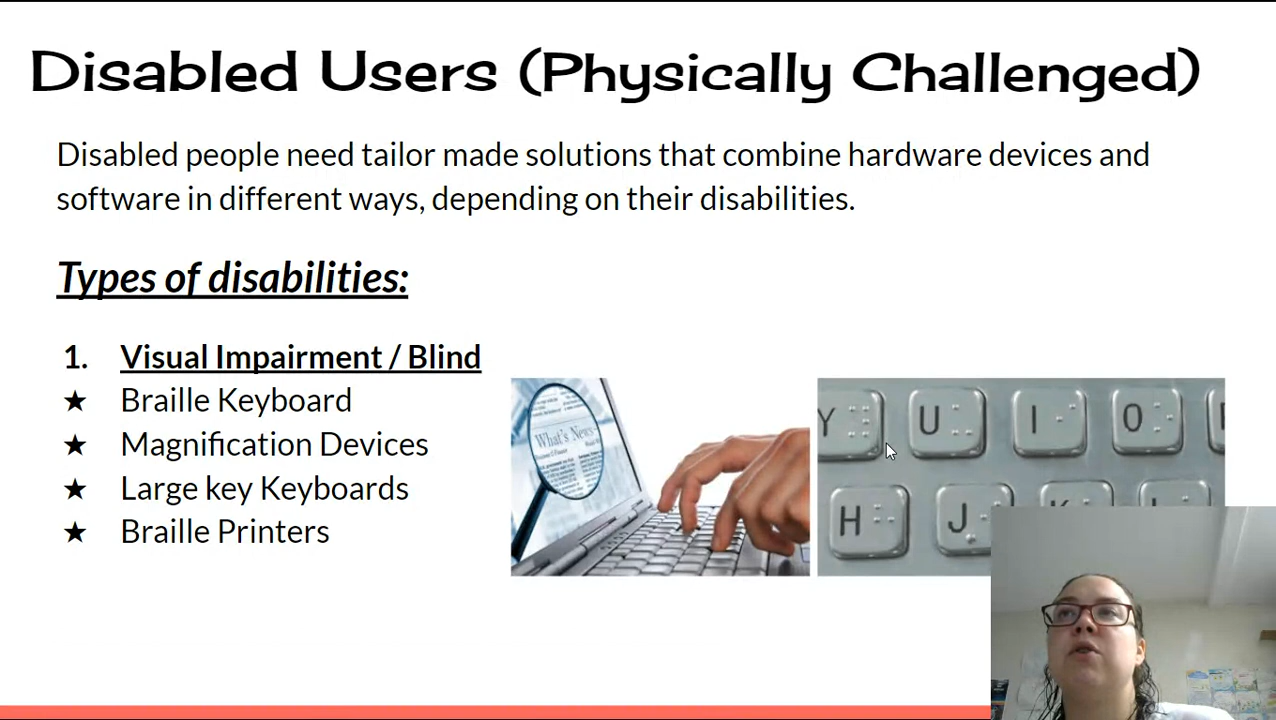 Disabled Users (Physically Challenged)
Disabled people need tailor made solutions that combine hardware devices and
software in different ways, depending on their disabilities.
Types of disabilities:
1. Visual Impairment / Blind
★ Braille Keyboard
★ Magnification Devices
★ Large key Keyboards
★ Braille Printers
What's News
Y U I O
H J K